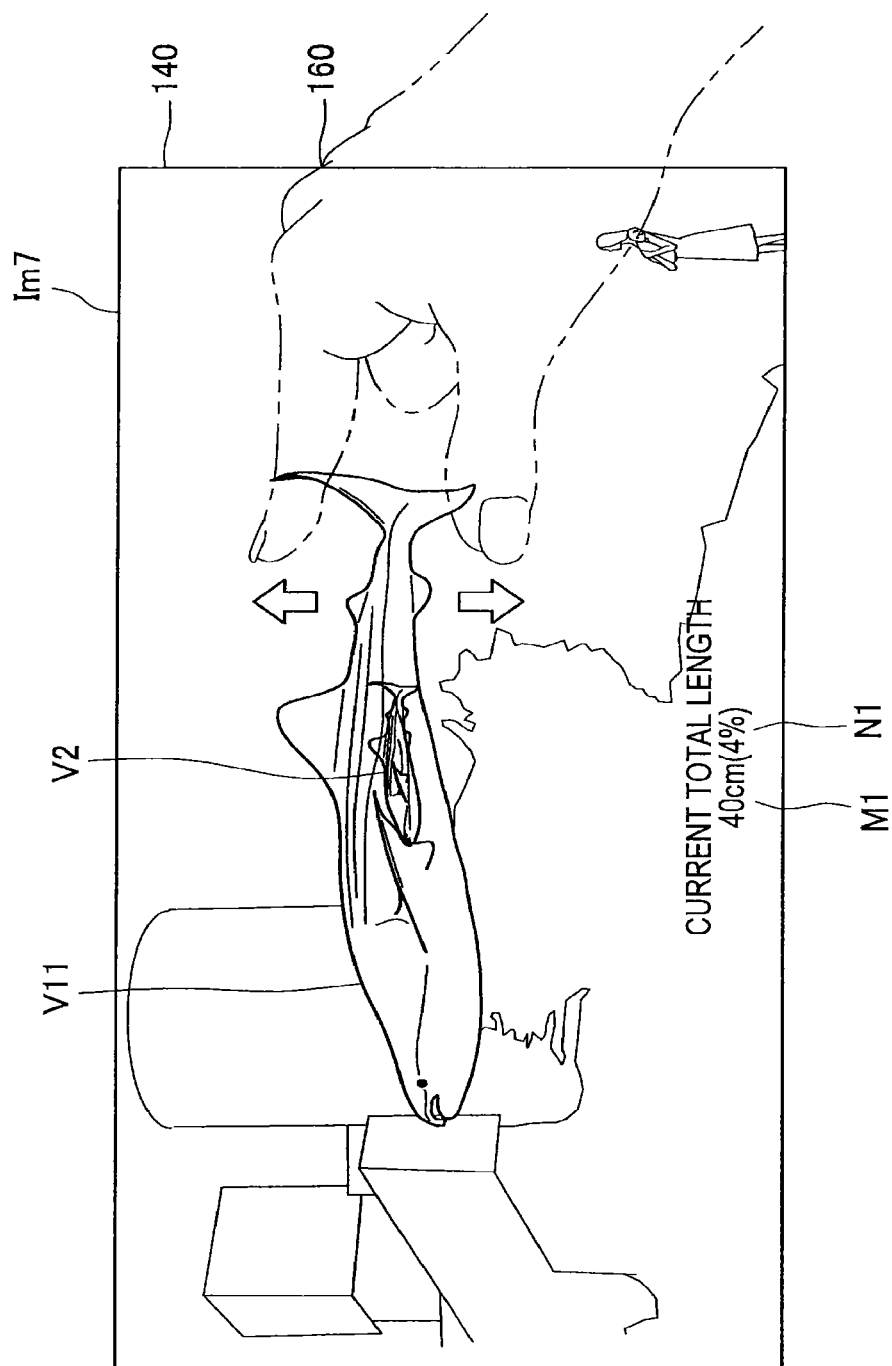 Im7
140
160
V2
V11
CURRENT TOTAL LENGTH
40cm(4%)
M1
N1